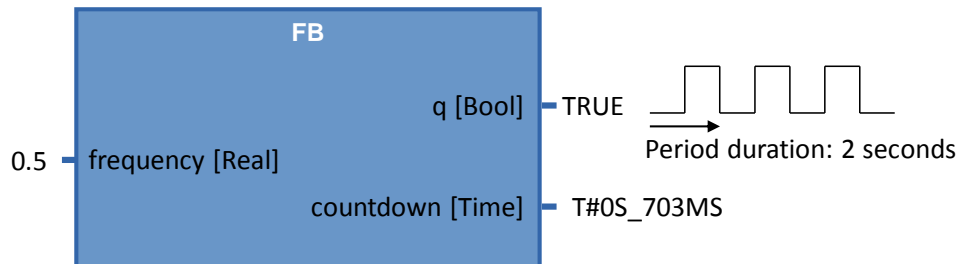 FB
q [Bool]
TRUE
Period duration: 2 seconds
0.5
frequency [Real]
countdown [Time]
T#0S_703MS